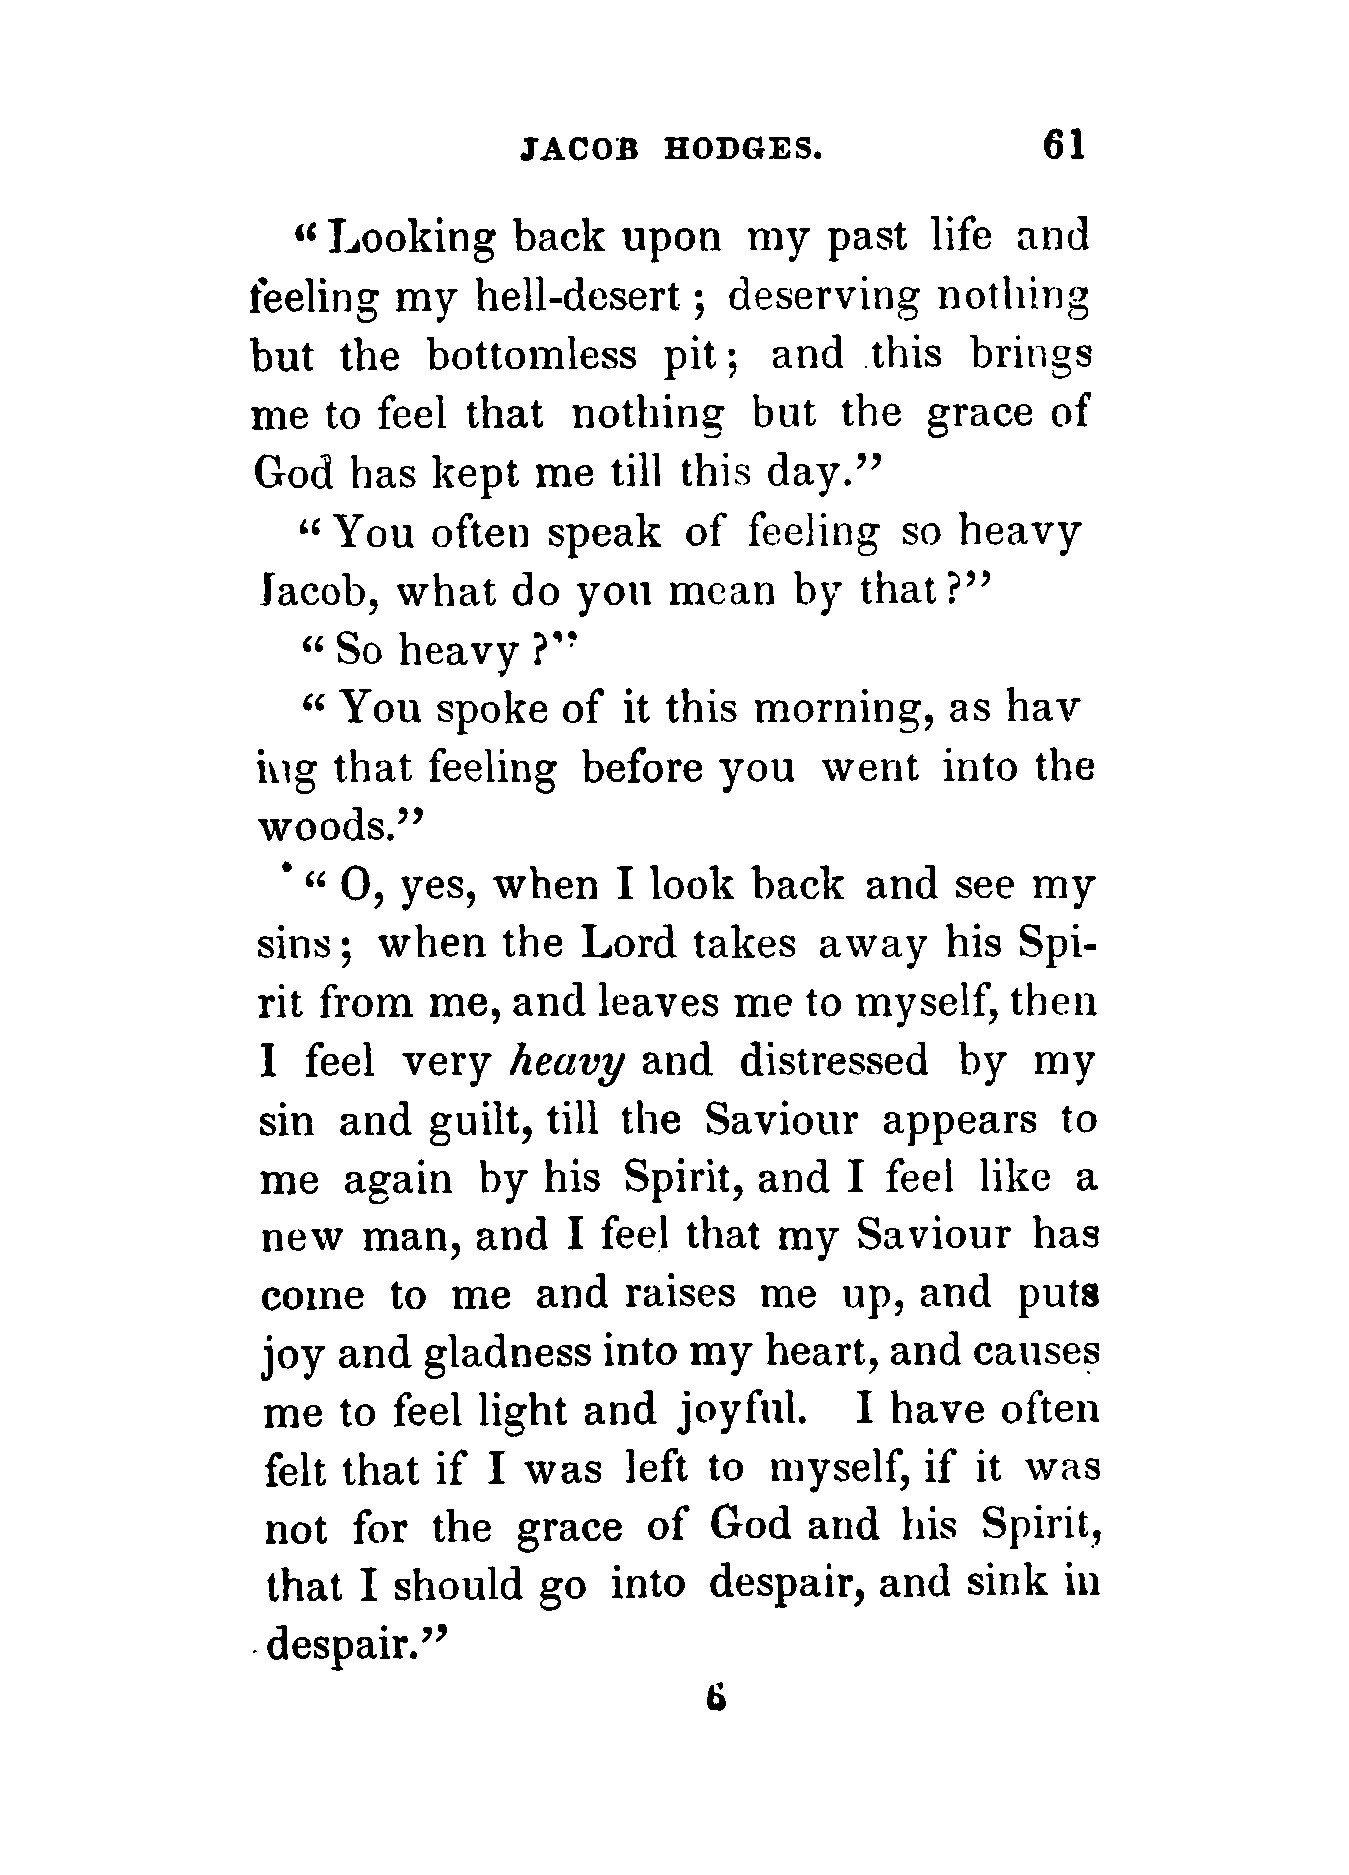 JACOB HODGES. 61
“Looking back upon my past life and
feeling my hell-desert ; deserving nothing
but the bottomless pit ; and this brings
me to feel that nothing but the grace of
God has kept me till this day.”
“You often speak of feeling so heavy
Jacob, what do you mean by that ?”
“So heavy ?”
“You spoke of it this morning, as hav
ing that feeling before you went into the
woods.”
“O, yes, when I look back and see my
sins ; when the Lord takes away his Spi-
rit from me, and leaves me to myself, then
I feel very heavy and distressed by my
sin and guilt, till the Saviour appears to
me again by his Spirit, and I feel like a
new man, and I feel that my Saviour has
come to me and raises me up, and puts
joy and gladness into my heart, and causes
me to feel light and joyful. I have often
felt that if I was left to myself, if it was
not for the grace of God and his Spirit,
that I should go into despair, and sink in
despair.”
6